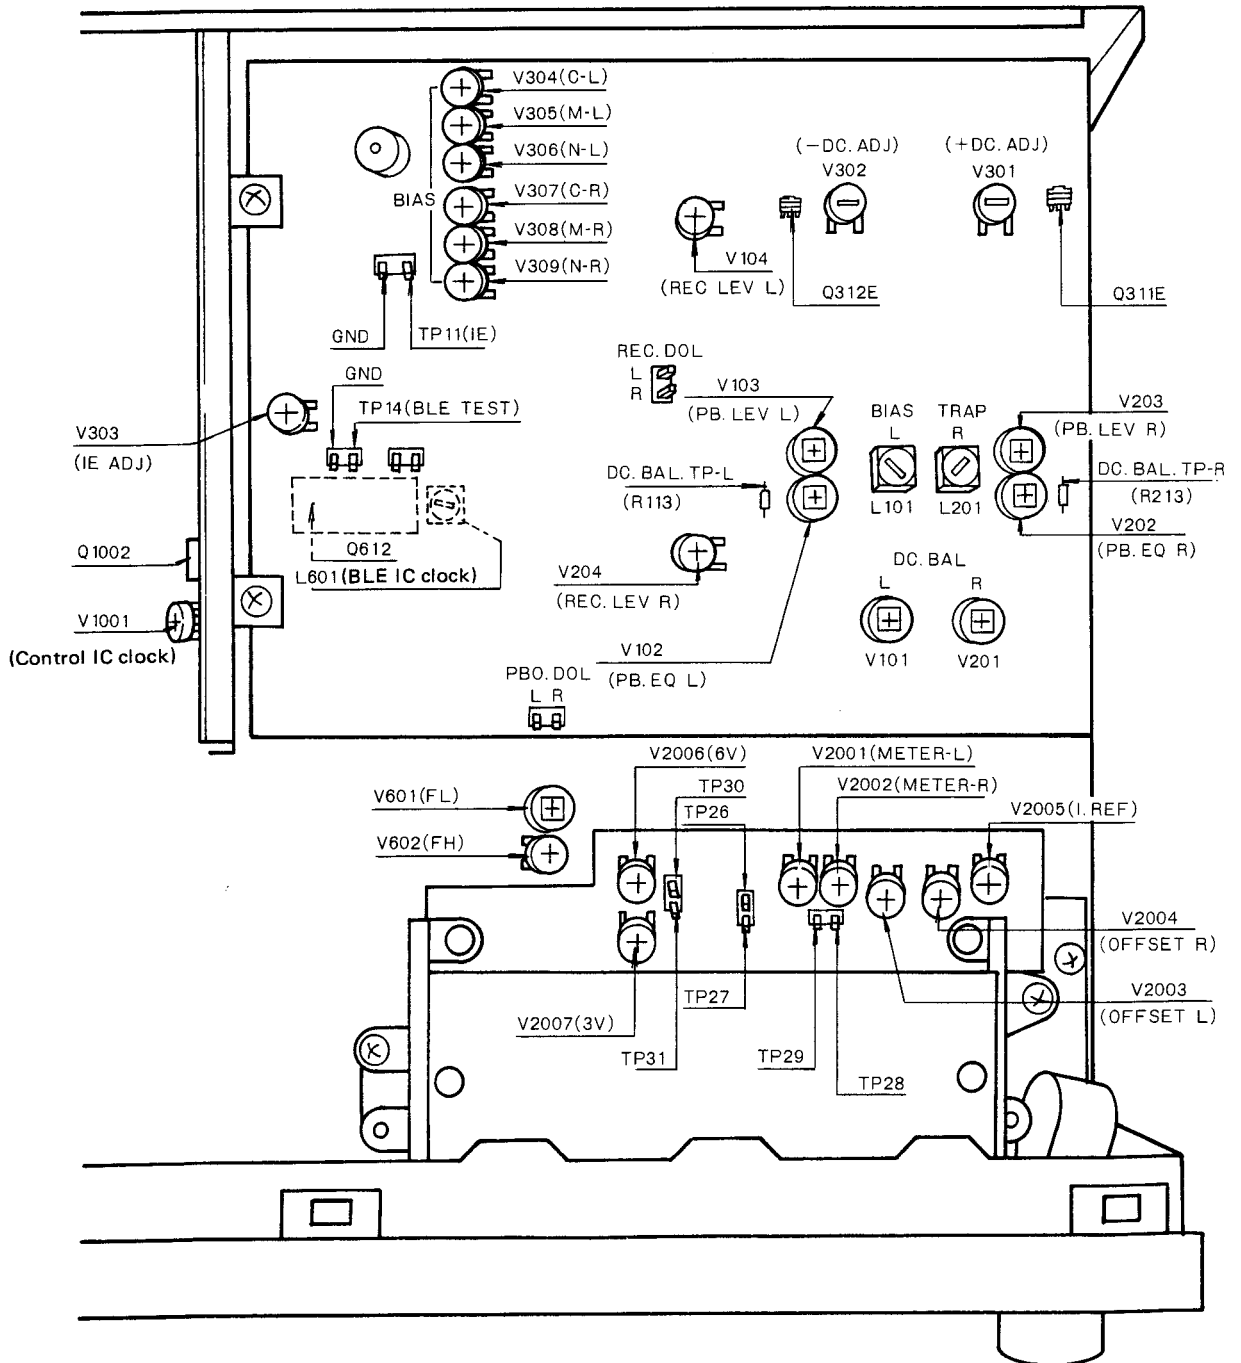 V304(C-L)
V305(M-L)
V306(N-L)
V307(C-R)
V308(M-R)
V309(N-R)
BIAS
(-DC. ADJ)
V302
(+DC. ADJ)
V301
V104
(REC LEV L)
Q312E
Q311E
GND
TP11(IE)
REC. DOL
L
R
GND
TP14(BLE TEST)
V103
(PB. LEV L)
BIAS TRAP
L R
V203
(PB. LEV R)
V303
(IE ADJ)
DC. BAL. TP-L
(R113)
L101
L201
DC. BAL. TP-R
(R213)
V202
(PB. EQ R)
Q1002
Q612
L601(BLE IC clock)
V204
(REC. LEV R)
DC. BAL
L R
V1001
(Control IC clock)
V102
(PB. EQ L)
V101
V201
PBO. DOL
L R
V2006(6V)
V2001(METER-L)
TP30
V2002(METER-R)
V601(FL)
TP26
V2005(I. REF)
V602(FH)
V2004
(OFFSET R)
TP27
V2003
(OFFSET L)
V2007(3V)
TP31
TP29
TP28